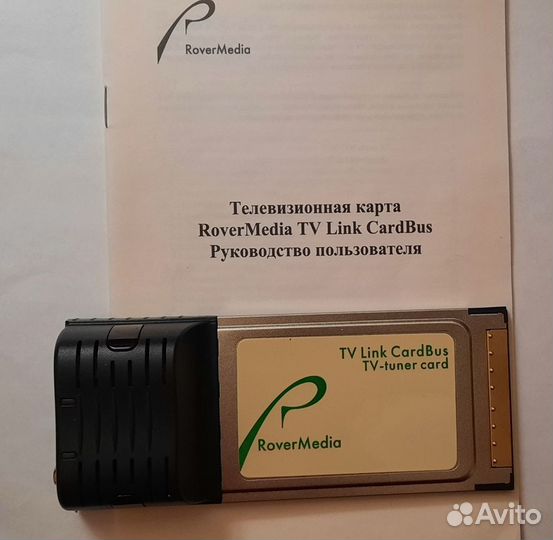 RoverMedia
Телевизионная карта
RoverMedia TV Link CardBus
Руководство пользователя
TV Link CardBus
TV-tuner card
RoverMedia
Avito